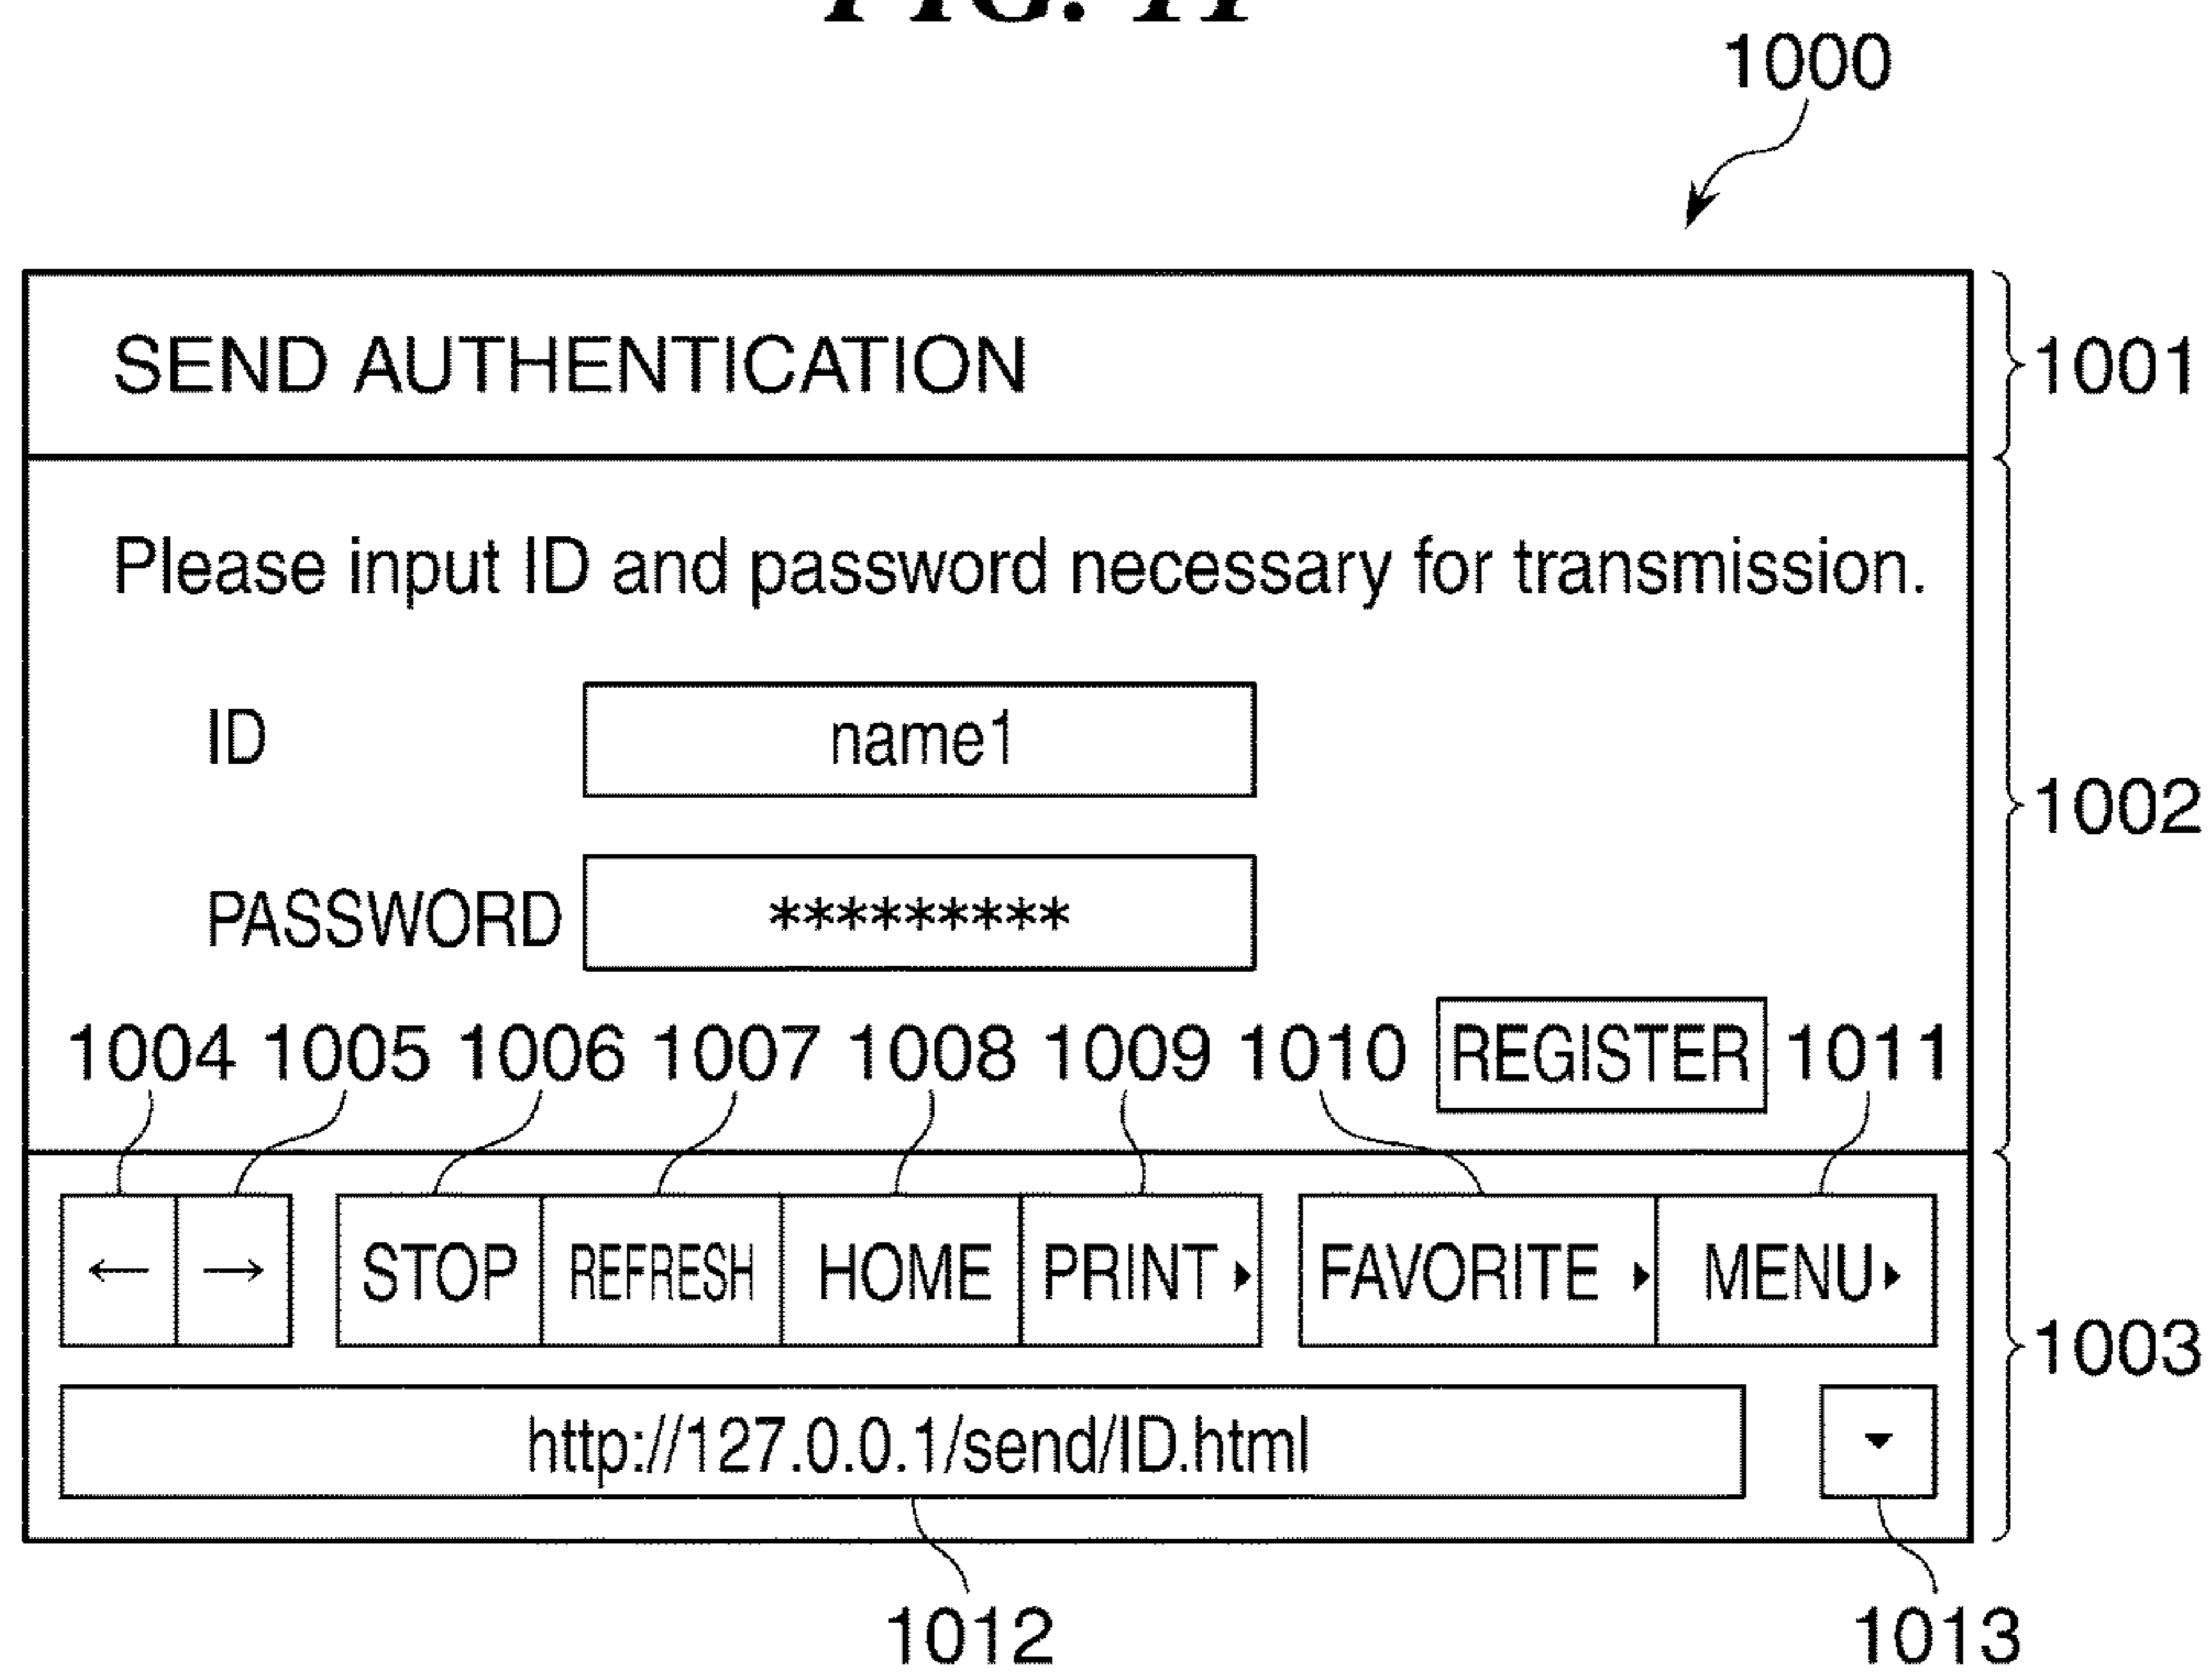 FIG. 11
1000
SEND AUTHENTICATION
1001
Please input ID and password necessary for transmission.
ID
name1
1002
PASSWORD
*********
1004 1005 1006 1007 1008 1009 1010 REGISTER 1011
← → STOP REFRESH HOME PRINT▸ FAVORITE ▸ MENU▸
1003
http://127.0.0.1/send/ID.html
1012
1013